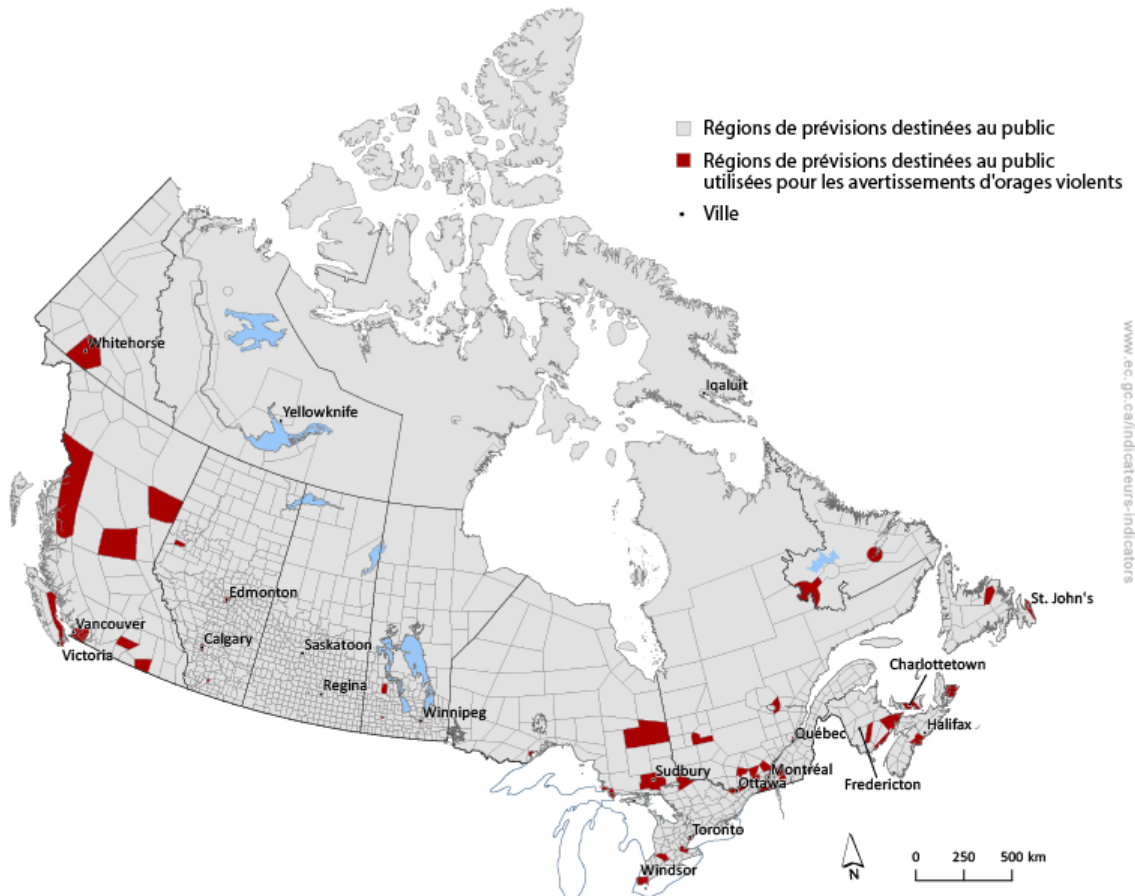 Régions de prévisions destinées au public
Régions de prévisions destinées au public
utilisées pour les avertissements d'orages violents
Ville
Whitehorse
Yellowknife
Iqaluit
Edmonton
St. John's
Vancouver
Calgary
Saskatoon
Victoria
Charlottetown
Regina
Winnipeg
Québec
Halifax
Sudbury
Montréal
Ottawa
Fredericton
Toronto
Windsor
N
0 250 500 km
www.ec.gc.ca/indicateurs-indicators